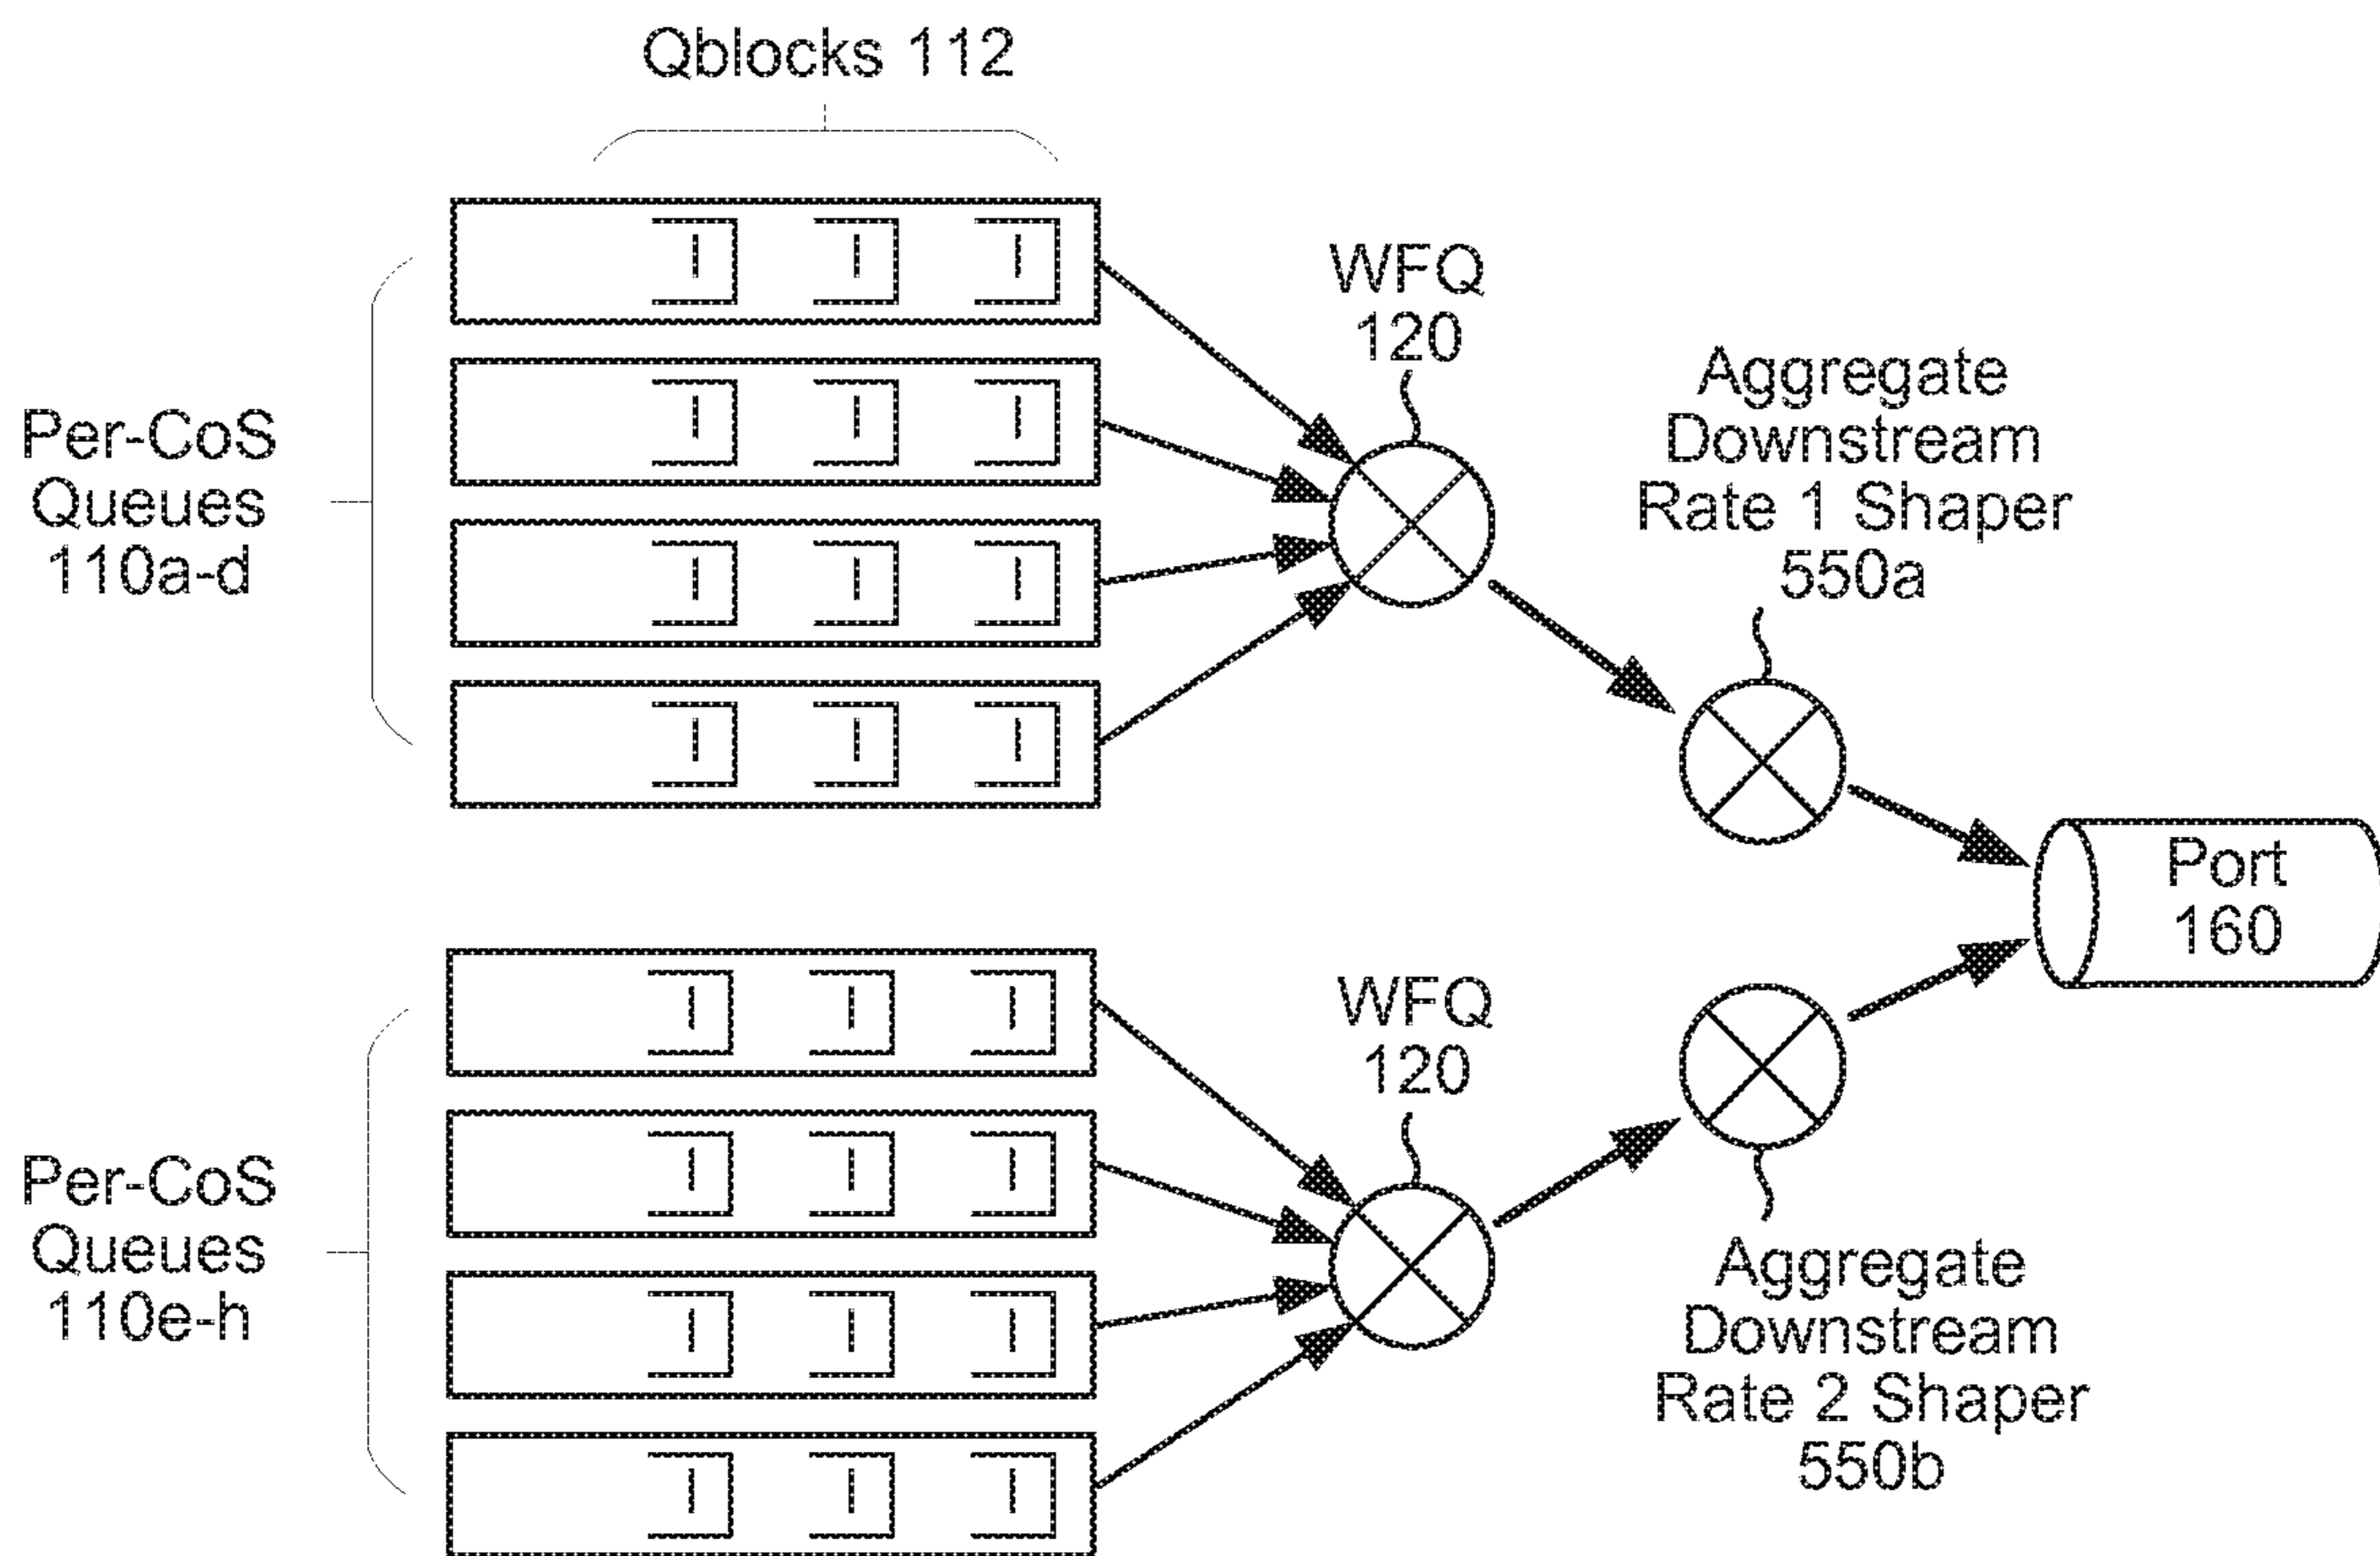 Qblocks 112
WFQ
120
Aggregate
Downstream
Rate 1 Shaper
550a
Per-CoS
Queues
110a-d
Port
160
WFQ
120
Per-CoS
Queues
110e-h
Aggregate
Downstream
Rate 2 Shaper
550b